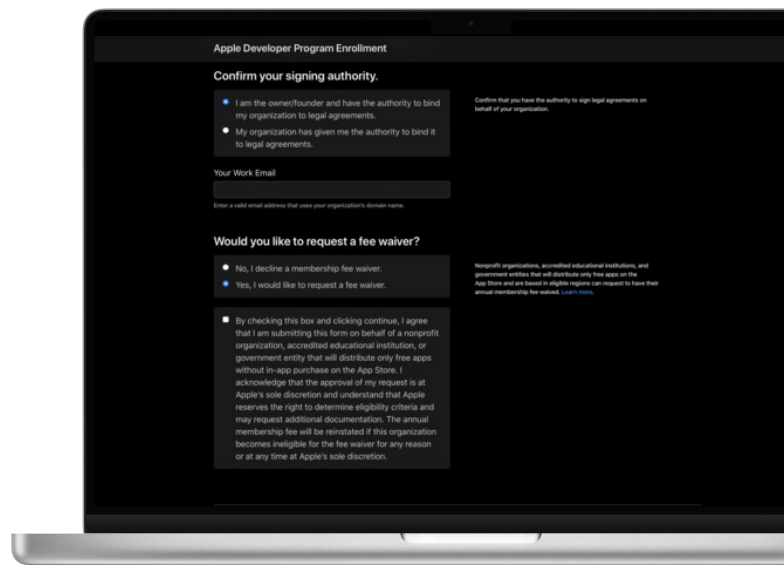 Apple Developer Program Enrollment
Confirm your signing authority.
I am the owner/founder and have the authority to bind
my organization to legal agreements.
My organization has given me the authority to bind it
to legal agreements.
Confirm that you have the authority to sign legal agreements on
behalf of your organization.
Your Work Email
Enter a valid email address that uses your organization's domain name.
Would you like to request a fee waiver?
No, I decline a membership fee waiver.
Yes, I would like to request a fee waiver.
Nonprofit organizations, accredited educational institutions, and
government entities that will distribute only free apps on the
App Store and are based in eligible regions can request to have their
annual membership fee waived. Learn more.
By checking this box and clicking continue, I agree
that I am submitting this form on behalf of a nonprofit
organization, accredited educational institution, or
government entity that will distribute only free apps
without in-app purchase on the App Store. I
acknowledge that the approval of my request is at
Apple's sole discretion and understand that Apple
reserves the right to determine eligibility criteria and
may request additional documentation. The annual
membership fee will be reinstated if this organization
becomes ineligible for the fee waiver for any reason
or at any time at Apple's sole discretion.